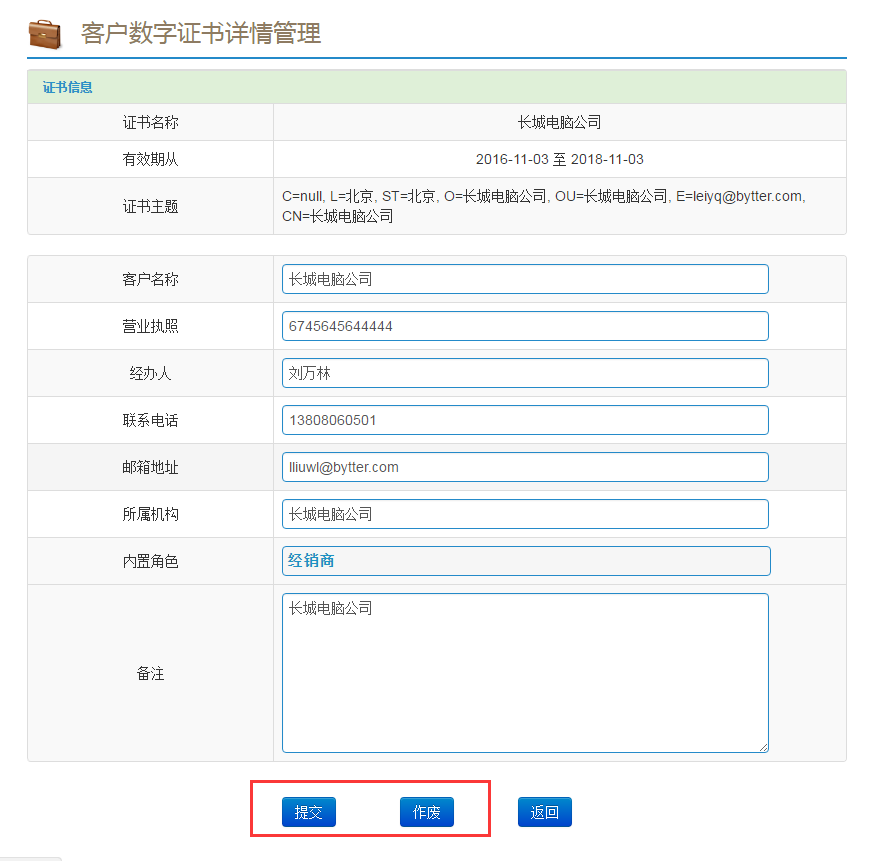 客户数字证书详情管理
证书信息
证书名称 长城电脑公司
有效期从 2016-11-03 至 2018-11-03
证书主题 C=null, L=北京, ST=北京, O=长城电脑公司, OU=长城电脑公司, E=leiyq@bytter.com,
CN=长城电脑公司
客户名称 长城电脑公司
营业执照 6745645644444
经办人 刘万林
联系电话 13808060501
邮箱地址 lliuwl@bytter.com
所属机构 长城电脑公司
内置角色 经销商
备注 长城电脑公司
提交 作废 返回